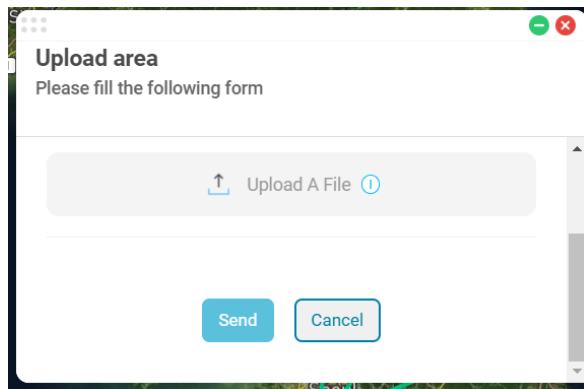 Upload area
Please fill the following form
Upload A File
Send
Cancel